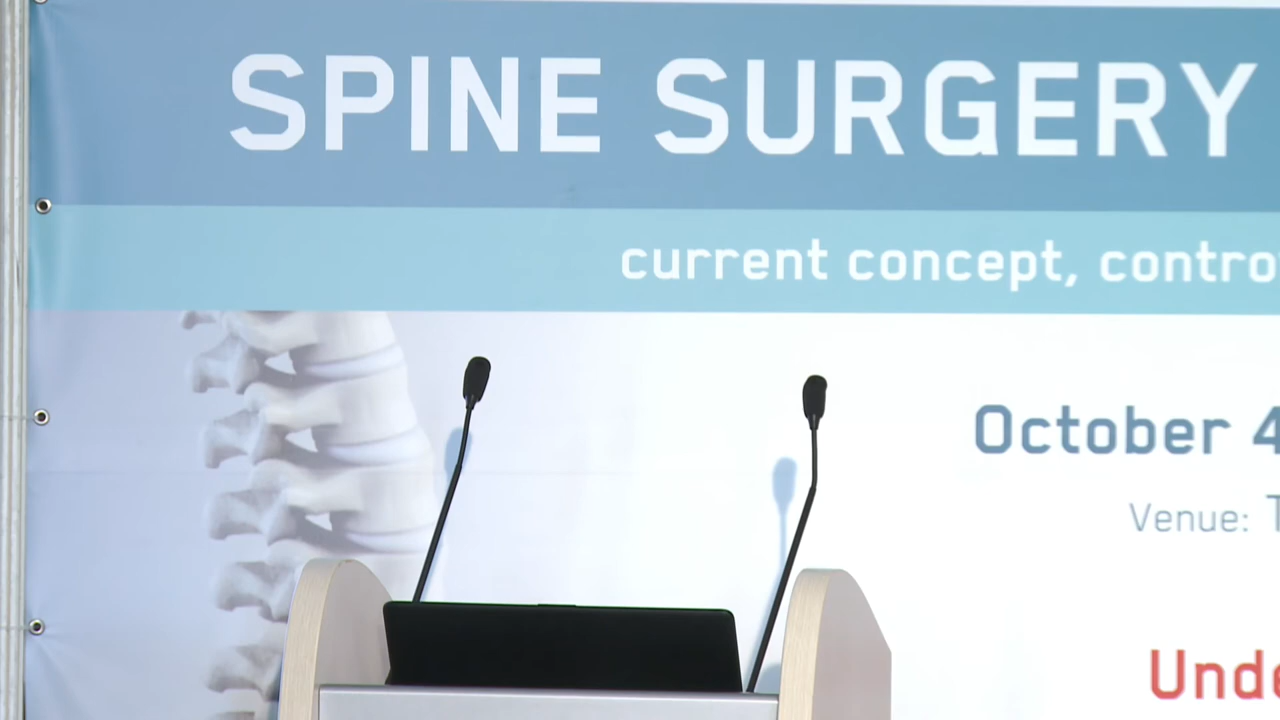 SPINE SURGERY
current concept, contro
October 4
Venue: T
Unde